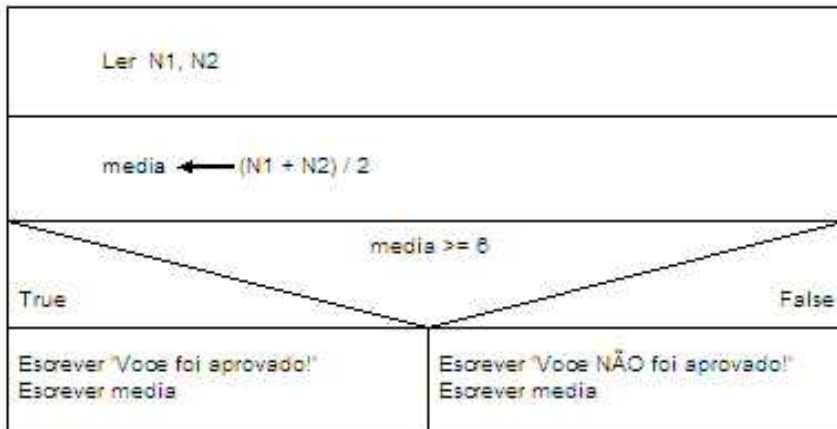 Ler N1, N2
media ← (N1 + N2) / 2
media >= 6
True
False
Escrever "Voce foi aprovado!"
Escrever media
Escrever "Voce NÃO foi aprovado!"
Escrever media